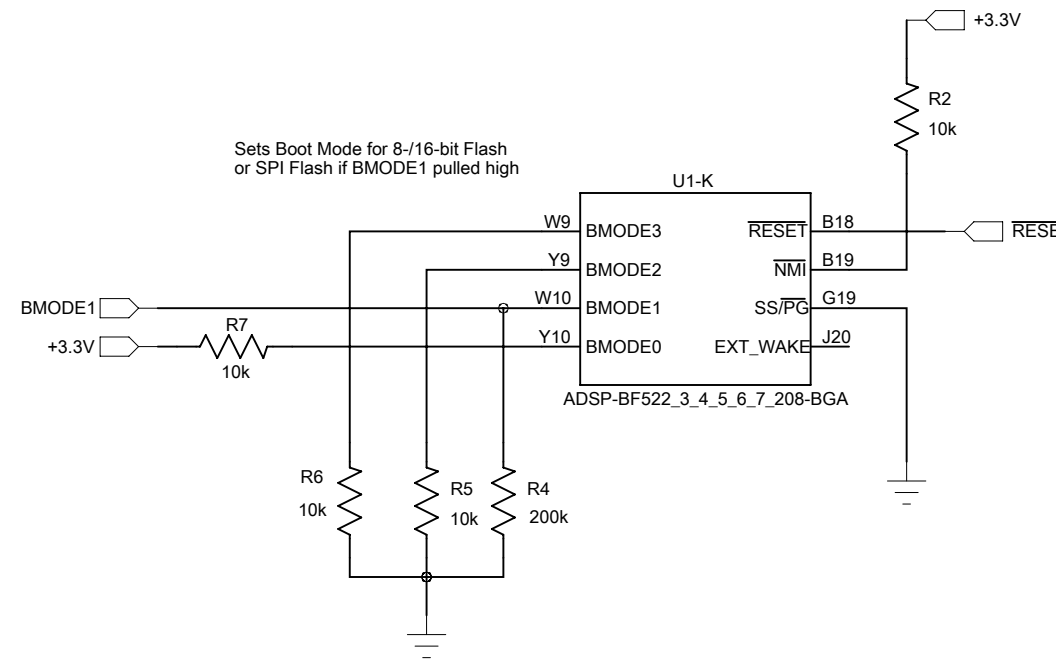 +3.3V
R2
10k
Sets Boot Mode for 8-/16-bit Flash
or SPI Flash if BMODE1 pulled high
U1-K
W9 BMODE3 RESET B18
Y9 BMODE2 NMI B19
BMODE1 W10 BMODE1 SS/PG G19
+3.3V R7 10k Y10 BMODE0 EXT_WAKE J20
ADSP-BF522_3_4_5_6_7_208-BGA
R6
10k
R5
10k
R4
200k